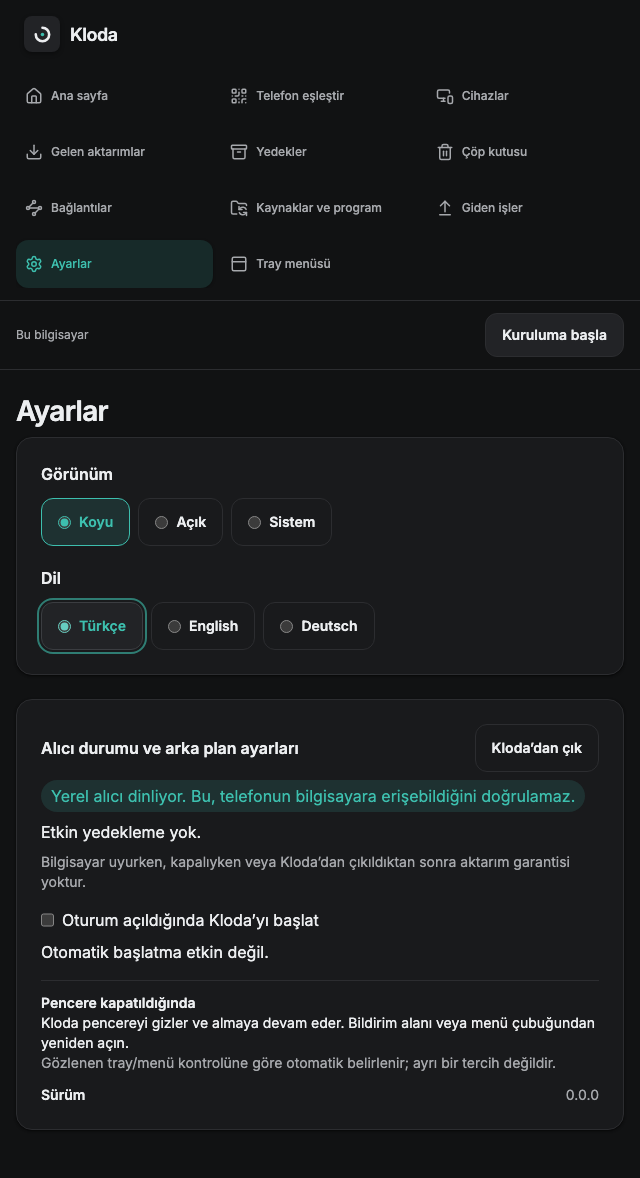 Kloda
Ana sayfa
Telefon eşleştir
Cihazlar
Gelen aktarımlar
Yedekler
Çöp kutusu
Bağlantılar
Kaynaklar ve program
Giden işler
Ayarlar
Tray menüsü
Bu bilgisayar
Kuruluma başla
Ayarlar
Görünüm
Koyu
Açık
Sistem
Dil
Türkçe
English
Deutsch
Alıcı durumu ve arka plan ayarları
Kloda’dan çık
Yerel alıcı dinliyor. Bu, telefonun bilgisayara erişebildiğini doğrulamaz.
Etkin yedekleme yok.
Bilgisayar uyurken, kapalıyken veya Kloda’dan çıkıldıktan sonra aktarım garantisi
yoktur.
Oturum açıldığında Kloda’yı başlat
Otomatik başlatma etkin değil.
Pencere kapatıldığında
Kloda pencereyi gizler ve almaya devam eder. Bildirim alanı veya menü çubuğundan
yeniden açın.
Gözlenen tray/menü kontrolüne göre otomatik belirlenir; ayrı bir tercih değildir.
Sürüm
0.0.0